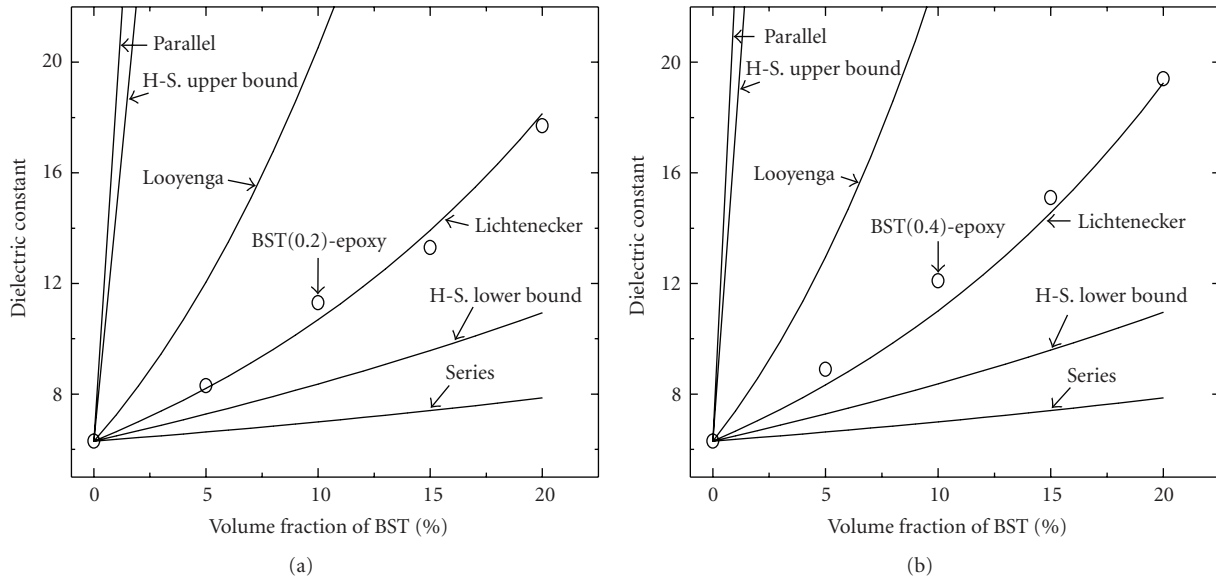 Dielectric constant
20
16
12
8
0
5
10
15
20
Volume fraction of BST (%)
Parallel
H-S. upper bound
Looyenga
BST(0.2)-epoxy
Lichtenecker
H-S. lower bound
Series
(a)
Dielectric constant
20
16
12
8
0
5
10
15
20
Volume fraction of BST (%)
Parallel
H-S. upper bound
Looyenga
BST(0.4)-epoxy
Lichtenecker
H-S. lower bound
Series
(b)